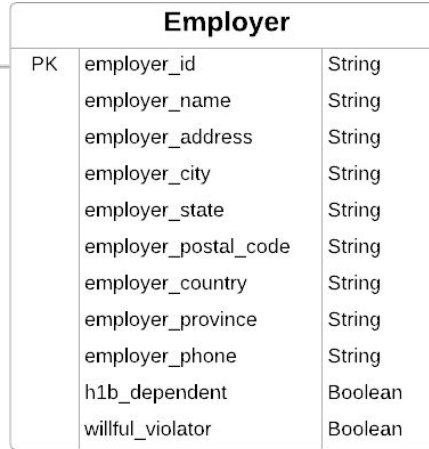 Employer
PK employer_id String
employer_name String
employer_address String
employer_city String
employer_state String
employer_postal_code String
employer_country String
employer_province String
employer_phone String
h1b_dependent Boolean
willful_violator Boolean